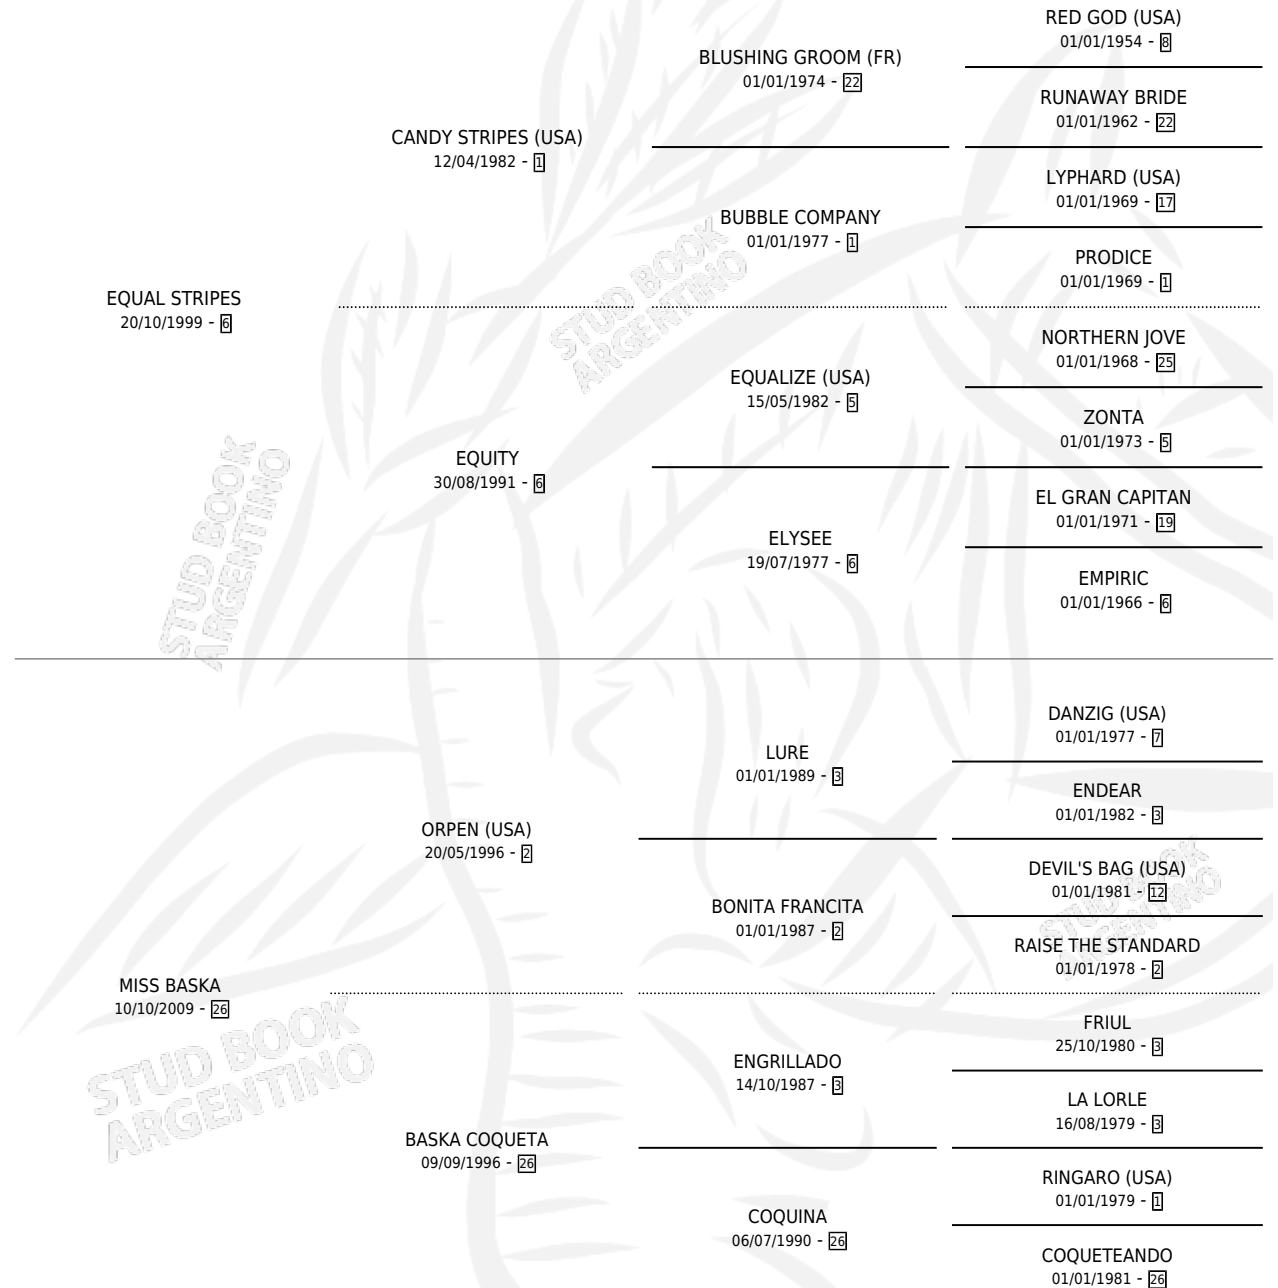 RED GOD (USA)
01/01/1954 - 8
BLUSHING GROOM (FR)
01/01/1974 - 22
RUNAWAY BRIDE
01/01/1962 - 22
CANDY STRIPES (USA)
12/04/1982 - 1
LYPHARD (USA)
01/01/1969 - 17
BUBBLE COMPANY
01/01/1977 - 1
PRODICE
01/01/1969 - 1
EQUAL STRIPES
20/10/1999 - 6
NORTHERN JOVE
01/01/1968 - 25
EQUALIZE (USA)
15/05/1982 - 5
ZONTA
01/01/1973 - 5
EQUITY
30/08/1991 - 6
EL GRAN CAPITAN
01/01/1971 - 19
ELYSEE
19/07/1977 - 6
EMPIRIC
01/01/1966 - 6
DANZIG (USA)
01/01/1977 - 7
LURE
01/01/1989 - 3
ENDEAR
01/01/1982 - 3
ORPEN (USA)
20/05/1996 - 2
DEVIL'S BAG (USA)
01/01/1981 - 12
BONITA FRANCITA
01/01/1987 - 2
RAISE THE STANDARD
01/01/1978 - 2
MISS BASKA
10/10/2009 - 26
FRIUL
25/10/1980 - 3
ENGRILLADO
14/10/1987 - 3
LA LORLE
16/08/1979 - 3
BASKA COQUETA
09/09/1996 - 26
RINGARO (USA)
01/01/1979 - 1
COQUINA
06/07/1990 - 26
COQUETEANDO
01/01/1981 - 26
STUD BOOK
ARGENTINO
STUD BOOK
ARGENTINO
STUD BOOK
ARGENTINO
STUD BOOK
ARGENTINO